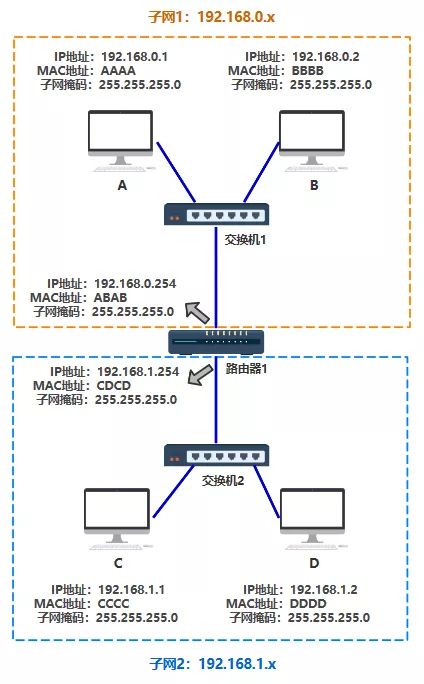 子网1：192.168.0.x
IP地址：192.168.0.1
MAC地址：AAAA
子网掩码：255.255.255.0
IP地址：192.168.0.2
MAC地址：BBBB
子网掩码：255.255.255.0
A
B
交换机1
IP地址：192.168.0.254
MAC地址：ABAB
子网掩码：255.255.255.0
路由器1
IP地址：192.168.1.254
MAC地址：CDCD
子网掩码：255.255.255.0
交换机2
C
D
IP地址：192.168.1.1
MAC地址：CCCC
子网掩码：255.255.255.0
IP地址：192.168.1.2
MAC地址：DDDD
子网掩码：255.255.255.0
子网2：192.168.1.x